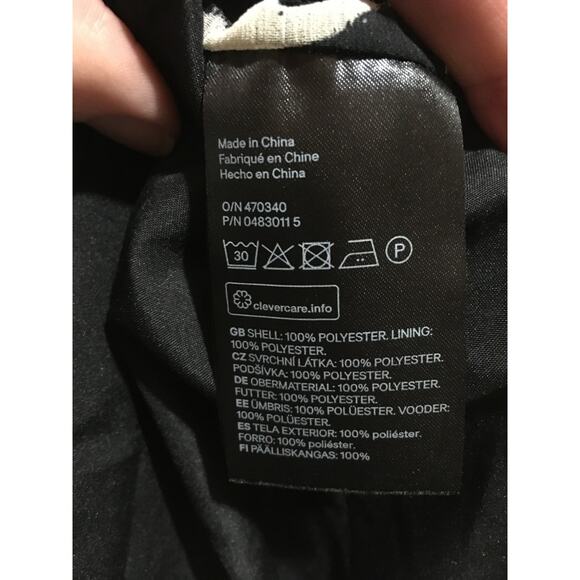 Made in China
Fabriqué en Chine
Hecho en China
O/N 470340
P/N 0483011 5
30 P
clevercare.info
GB SHELL: 100% POLYESTER. LINING:
100% POLYESTER.
CZ SVRCHNÍ LÁTKA: 100% POLYESTER.
PODŠÍVKA: 100% POLYESTER.
DE OBERMATERIAL: 100% POLYESTER.
FUTTER: 100% POLYESTER.
EE ÜMBRIS: 100% POLÜESTER. VOODER:
100% POLÜESTER.
ES TELA EXTERIOR: 100% poliéster.
FORRO: 100% poliéster.
FI PÄÄLLISKANGAS: 100%